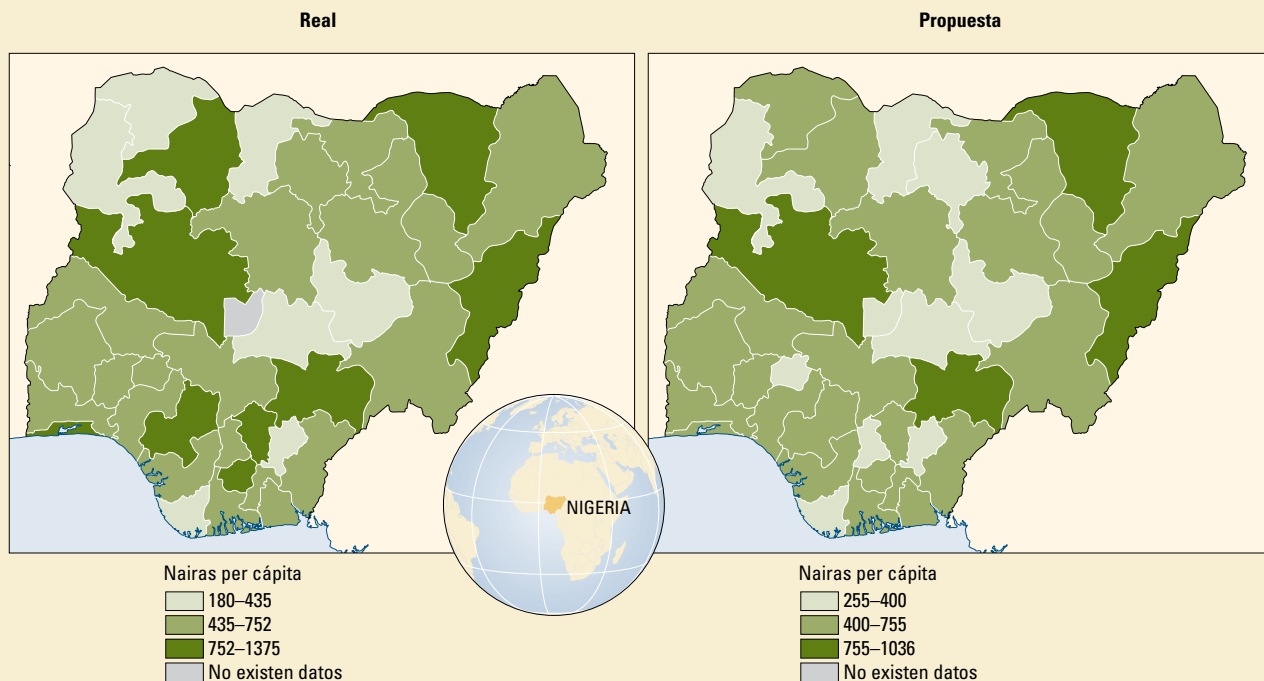 Real
Propuesta
NIGERIA
Nairas per cápita
180–435
435–752
752–1375
No existen datos
Nairas per cápita
255–400
400–755
755–1036
No existen datos